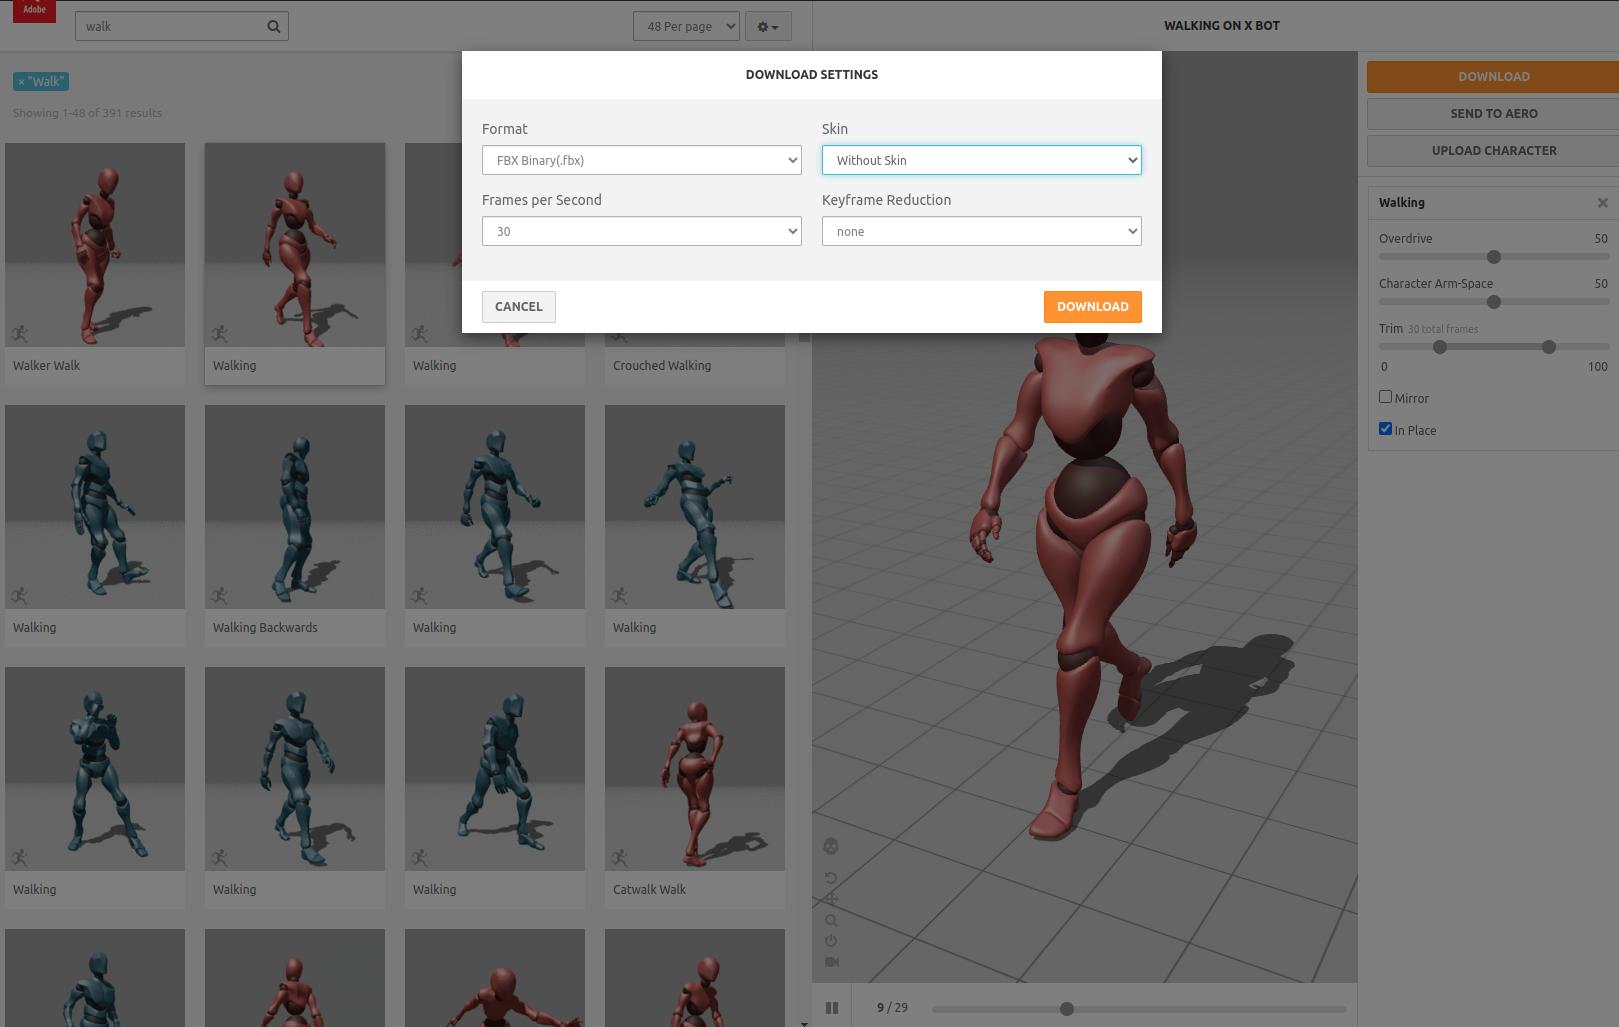 Adobe
walk
48 Per page
WALKING ON X BOT
× "Walk"
Showing 1-48 of 391 results
DOWNLOAD SETTINGS
Format
Skin
FBX Binary(.fbx)
Without Skin
Frames per Second
Keyframe Reduction
30
none
CANCEL
DOWNLOAD
DOWNLOAD
SEND TO AERO
UPLOAD CHARACTER
Walking
Overdrive 50
Character Arm-Space 50
Trim 30 total frames
0 100
Mirror
In Place
Walker Walk
Walking
Walking
Crouched Walking
Walking
Walking Backwards
Walking
Walking
Walking
Walking
Walking
Catwalk Walk
9 / 29